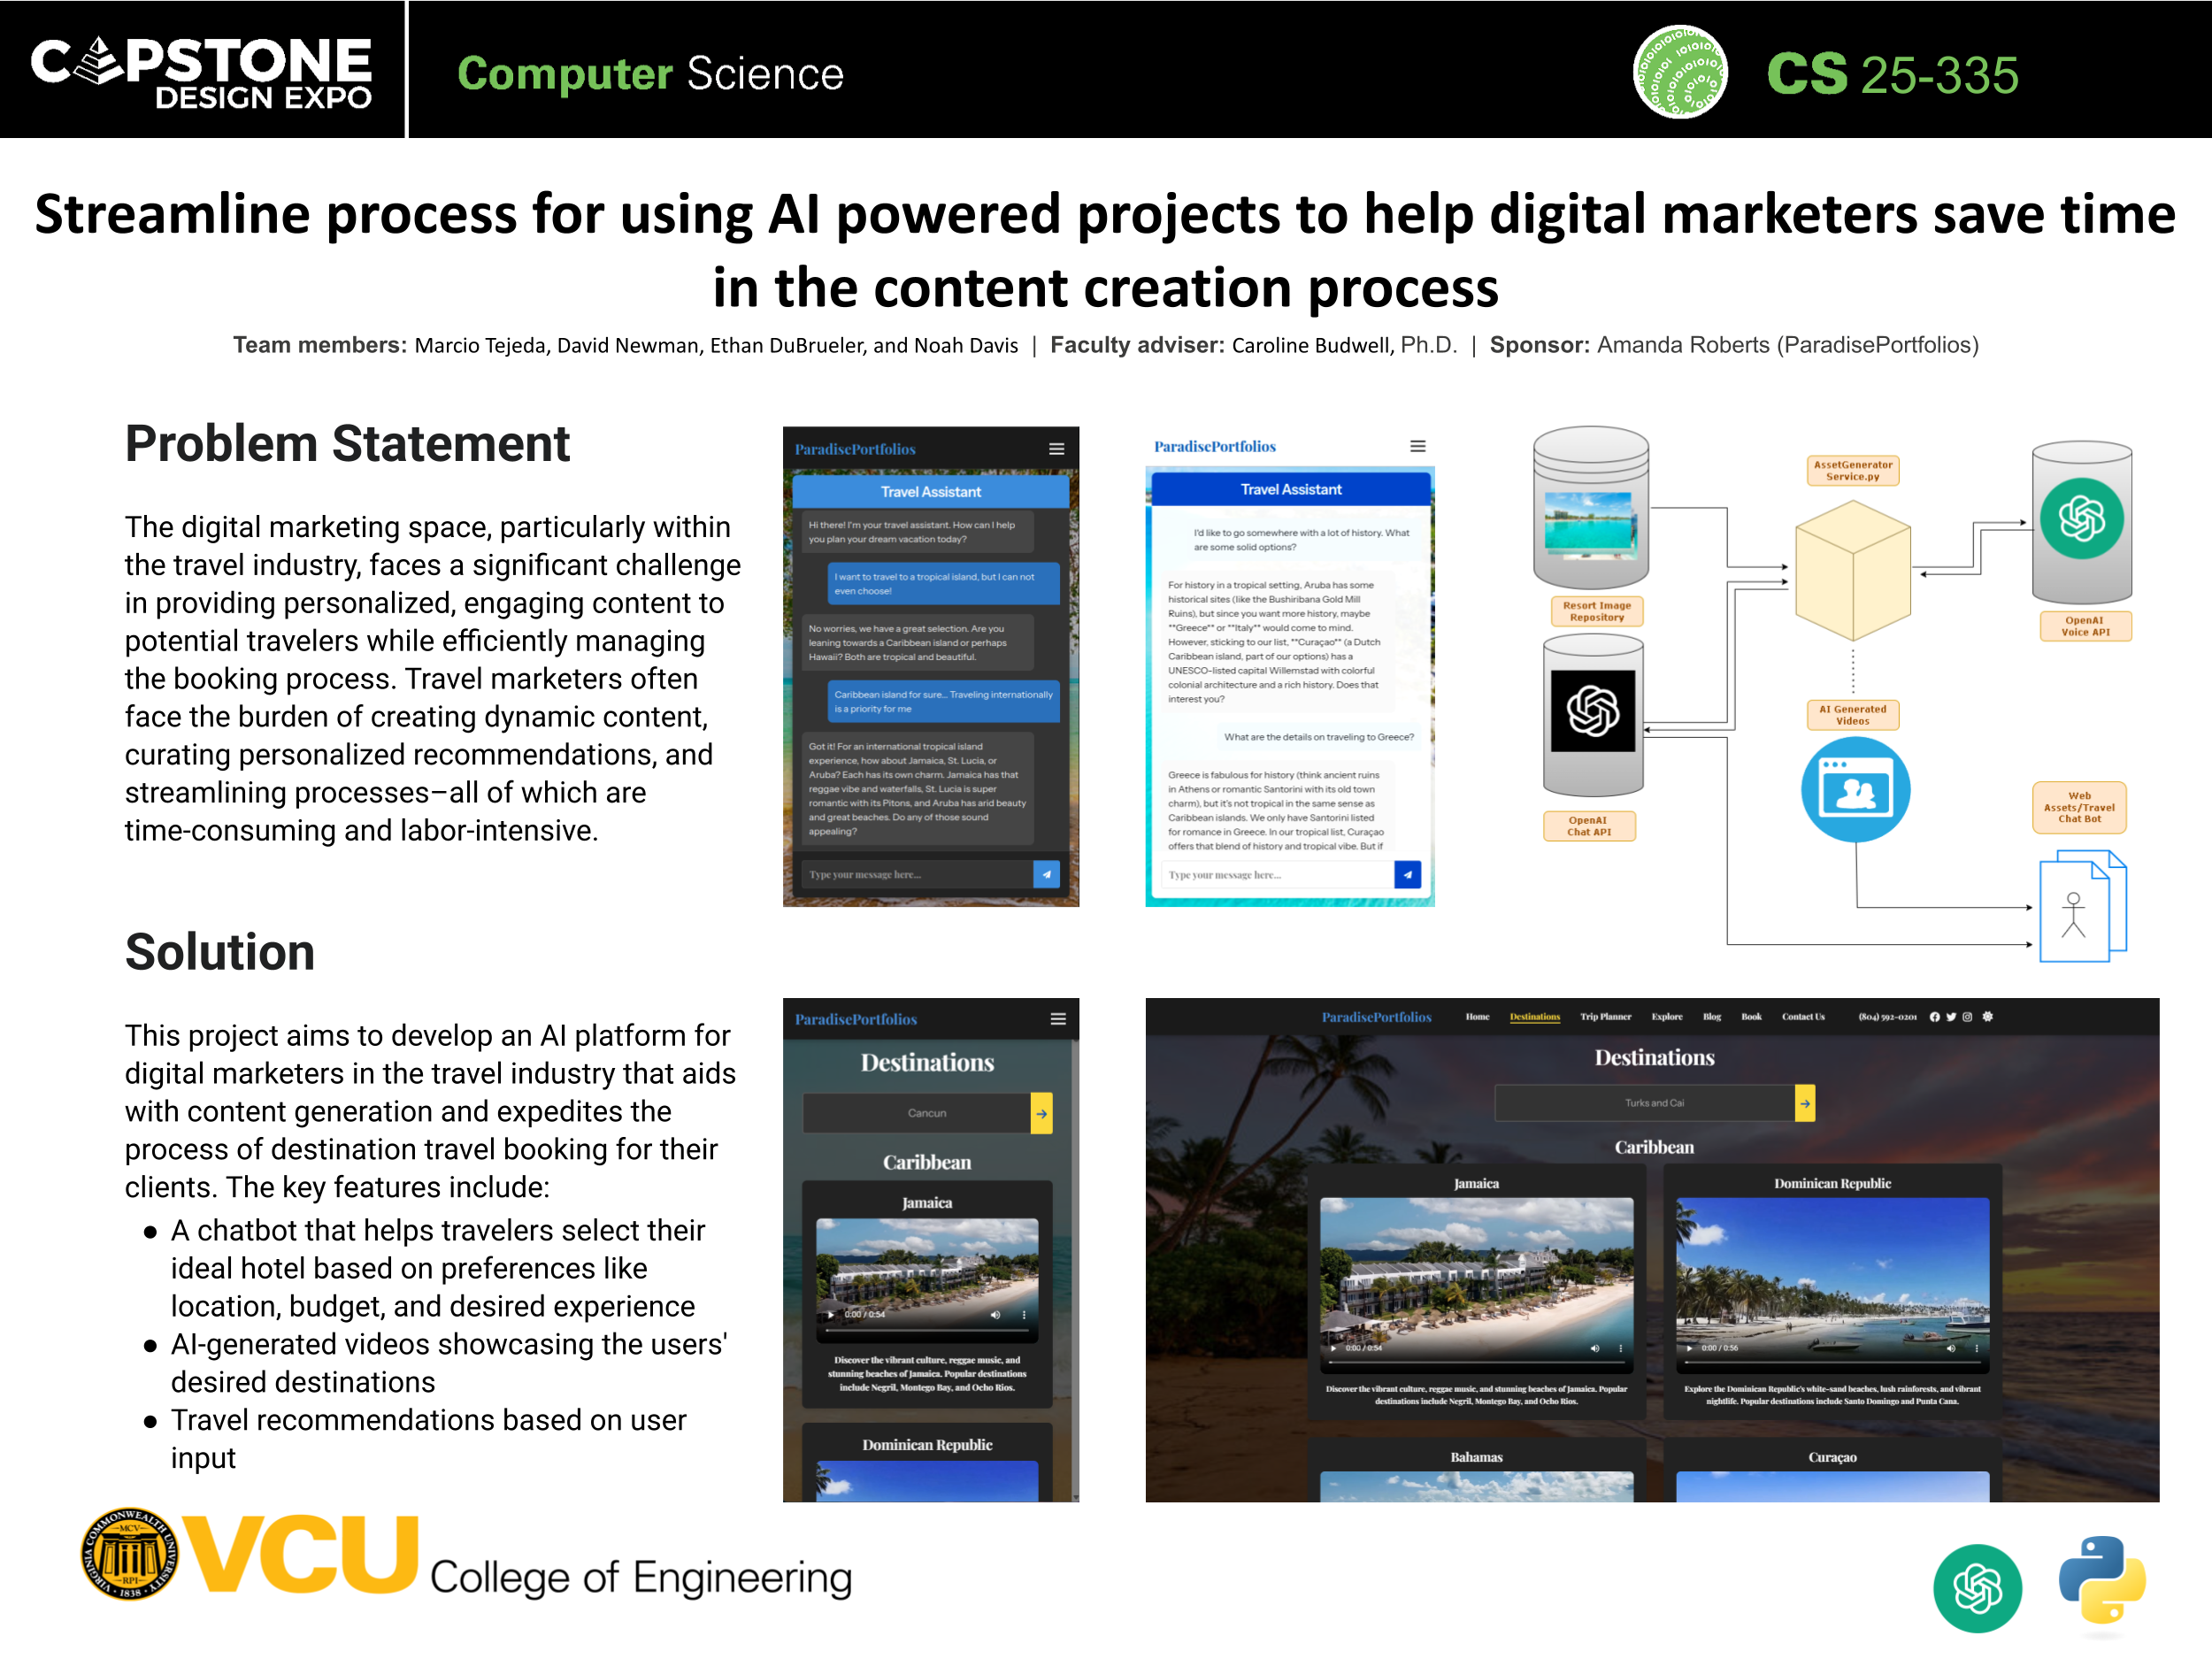 CAPSTONE
DESIGN EXPO
Computer Science
CS 25-335
Streamline process for using AI powered projects to help digital marketers save time
in the content creation process
Team members: Marcio Tejeda, David Newman, Ethan DuBrueler, and Noah Davis | Faculty adviser: Caroline Budwell, Ph.D. | Sponsor: Amanda Roberts (ParadisePortfolios)
Problem Statement
The digital marketing space, particularly within
the travel industry, faces a significant challenge
in providing personalized, engaging content to
potential travelers while efficiently managing
the booking process. Travel marketers often
face the burden of creating dynamic content,
curating personalized recommendations, and
streamlining processes–all of which are
time-consuming and labor-intensive.
Solution
This project aims to develop an AI platform for
digital marketers in the travel industry that aids
with content generation and expedites the
process of destination travel booking for their
clients. The key features include:
● A chatbot that helps travelers select their
ideal hotel based on preferences like
location, budget, and desired experience
● AI-generated videos showcasing the users'
desired destinations
● Travel recommendations based on user
input
ParadisePortfolios
Travel Assistant
Hi there! I'm your travel assistant. How can I help
you plan your dream vacation today?
I want to travel to a tropical island, but I can not
even choose!
No worries, we have a great selection. Are you
leaning towards a Caribbean island or perhaps
Hawaii? Both are tropical and beautiful.
Caribbean island for sure... Traveling internationally
is a priority for me
Got it! For an international tropical island
experience, how about Jamaica, St. Lucia, or
Aruba? Each has its own charm. Jamaica has that
reggae vibe and waterfalls, St. Lucia is super
romantic with its Pitons, and Aruba has arid beauty
and great beaches. Do any of those sound
appealing?
Type your message here...
ParadisePortfolios
Travel Assistant
I'd like to go somewhere with a lot of history. What
are some solid options?
For history in a tropical setting, Aruba has some
historical sites (like the Bushiribana Gold Mill
Ruins), but since you want more history, maybe
**Greece** or **Italy** would come to mind.
However, sticking to our list, **Curaçao** (a Dutch
Caribbean island, part of our options) has a
UNESCO-listed capital Willemstad with colorful
colonial architecture and a rich history. Does that
interest you?
What are the details on traveling to Greece?
Greece is fabulous for history (think ancient ruins
in Athens or romantic Santorini with its old town
charm), but it's not tropical in the same sense as
Caribbean islands. We only have Santorini listed
for romance in Greece. In our tropical list, Curaçao
offers that blend of history and tropical vibe. But if
Type your message here...
Resort Image
Repository
OpenAI
Chat API
AssetGenerator
Service.py
AI Generated
Videos
OpenAI
Voice API
Web
Assets/Travel
Chat Bot
ParadisePortfolios
Destinations
Cancun
Caribbean
Jamaica
0:00 / 0:54
Discover the vibrant culture, reggae music, and
stunning beaches of Jamaica. Popular destinations
include Negril, Montego Bay, and Ocho Rios.
Dominican Republic
ParadisePortfolios Home Destinations Trip Planner Explore Blog Book Contact Us (804) 592-0201
Destinations
Turks and Cai
Caribbean
Jamaica
0:00 / 0:54
Discover the vibrant culture, reggae music, and stunning beaches of Jamaica. Popular
destinations include Negril, Montego Bay, and Ocho Rios.
Dominican Republic
0:00 / 0:56
Explore the Dominican Republic's white-sand beaches, lush rainforests, and vibrant
nightlife. Popular destinations include Santo Domingo and Punta Cana.
Bahamas
Curaçao
VIRGINIA COMMONWEALTH UNIVERSITY
MCV
RPI
1838
VCU College of Engineering